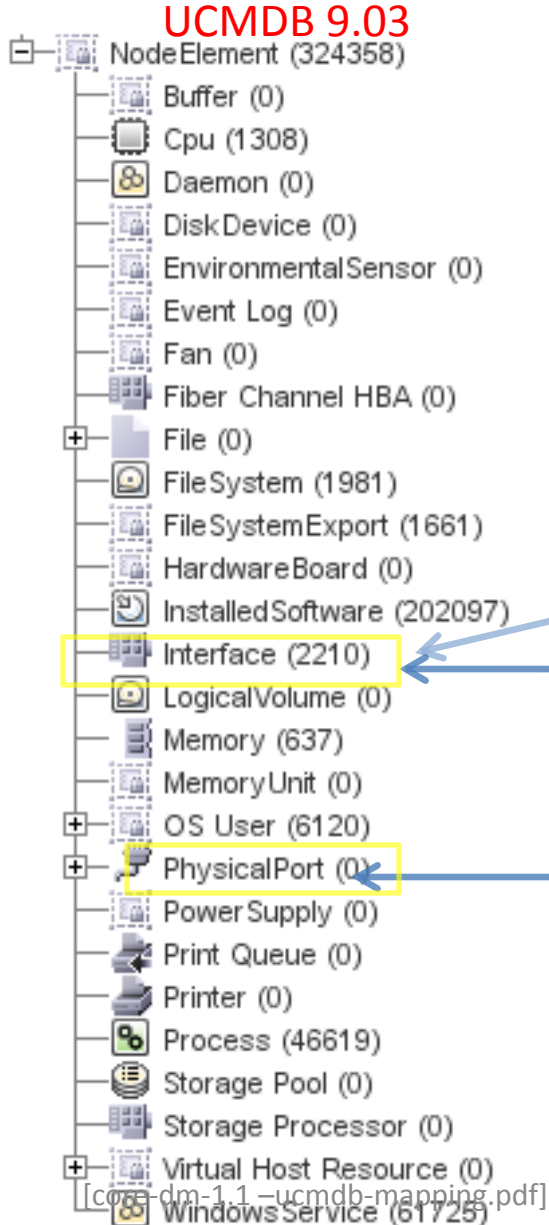 UCMDB 9.03
NodeElement (324358)
Buffer (0)
Cpu (1308)
Daemon (0)
DiskDevice (0)
EnvironmentalSensor (0)
Event Log (0)
Fan (0)
Fiber Channel HBA (0)
File (0)
FileSystem (1981)
FileSystemExport (1661)
HardwareBoard (0)
InstalledSoftware (202097)
Interface (2210)
LogicalVolume (0)
Memory (637)
MemoryUnit (0)
OS User (6120)
PhysicalPort (0)
PowerSupply (0)
Print Queue (0)
Printer (0)
Process (46619)
Storage Pool (0)
Storage Processor (0)
Virtual Host Resource (0)
[core-dm-1.1 –ucmdb-mapping.pdf]
WindowsService (61725)